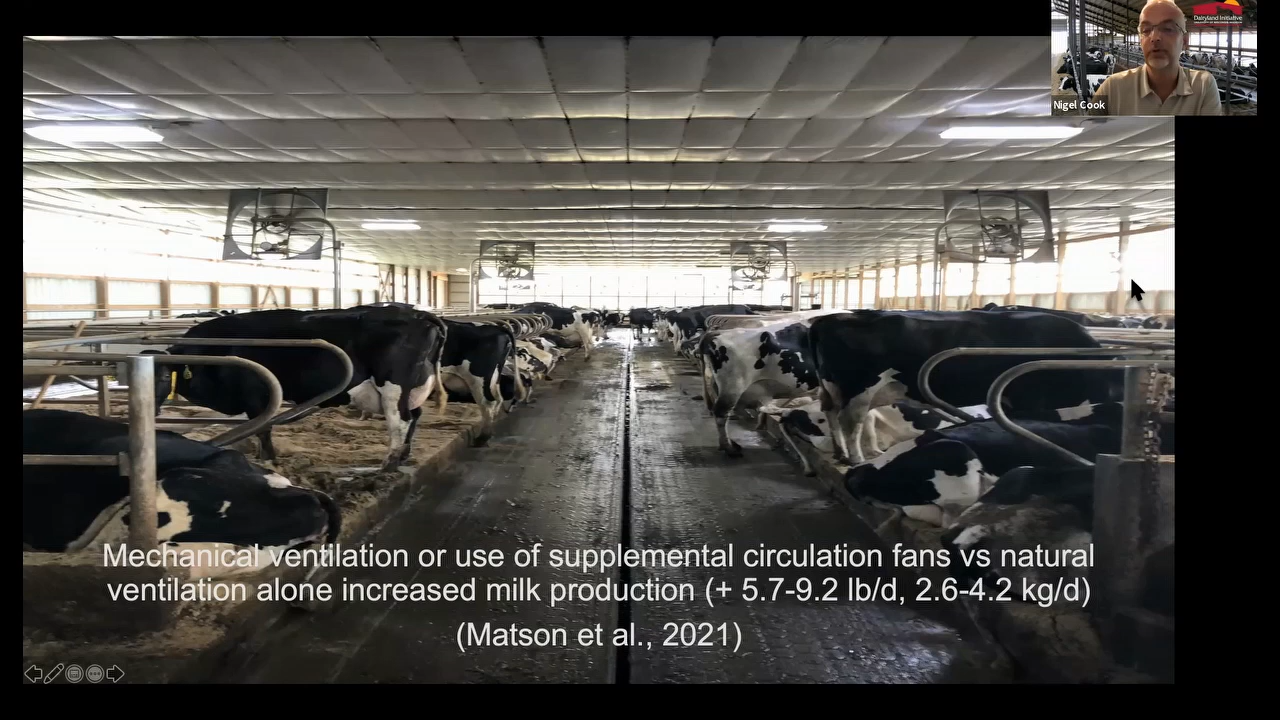 Dairyland Initiative
Nigel Cook
Mechanical ventilation or use of supplemental circulation fans vs natural
ventilation alone increased milk production (+ 5.7-9.2 lb/d, 2.6-4.2 kg/d)
(Matson et al., 2021)